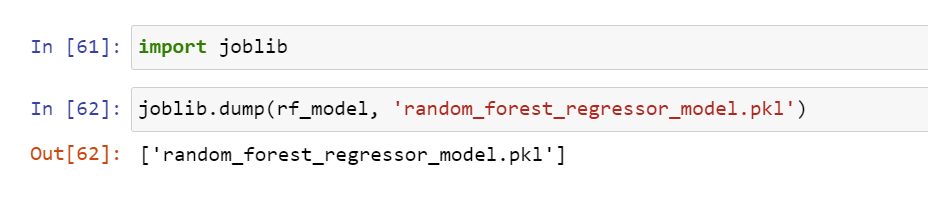 In [61]: import joblib
In [62]: joblib.dump(rf_model, 'random_forest_regressor_model.pkl')
Out[62]: ['random_forest_regressor_model.pkl']